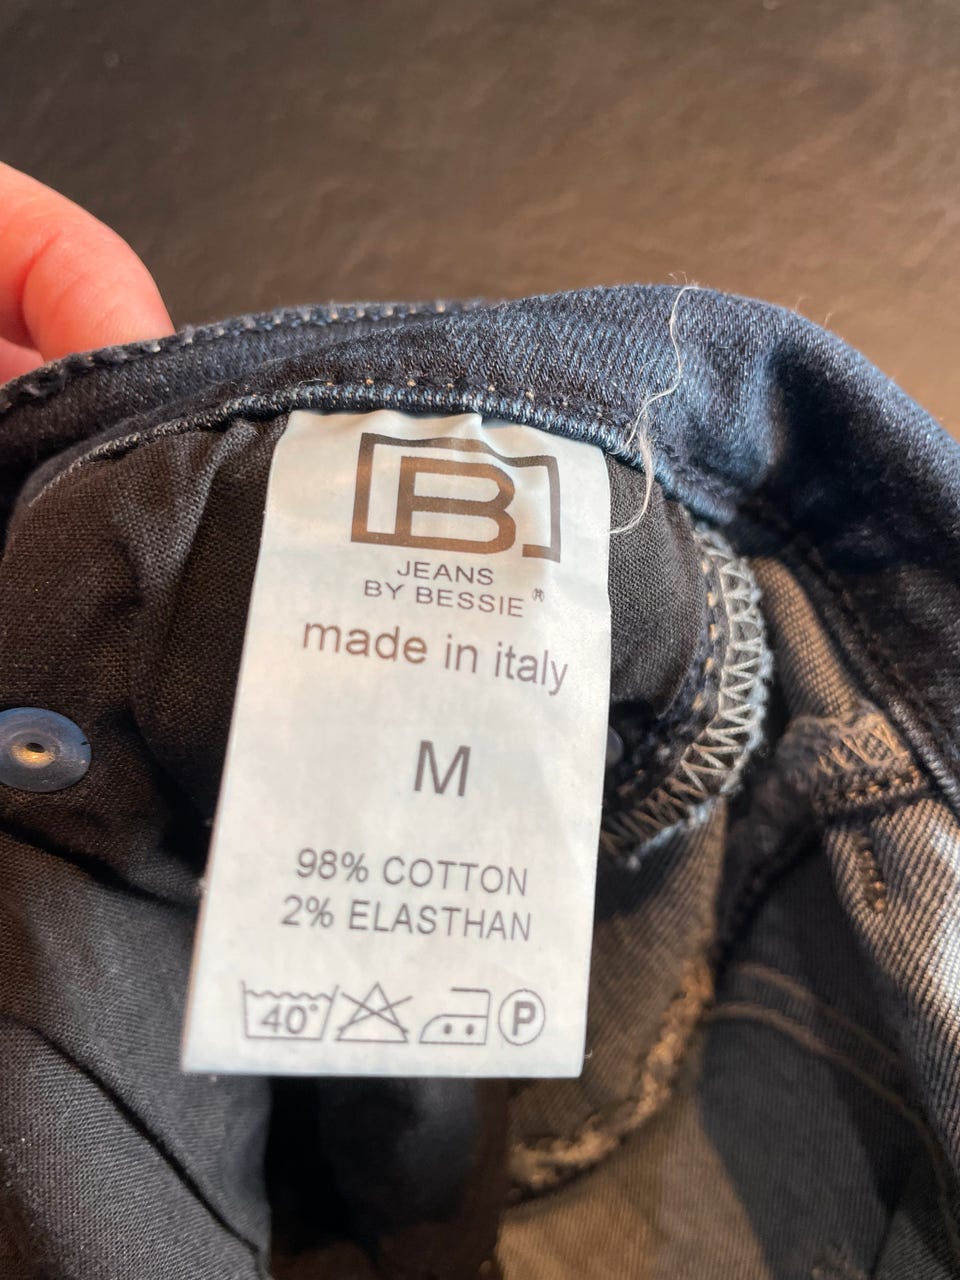 B
JEANS
BY BESSIE ®
made in italy
M
98% COTTON
2% ELASTHAN
40° P